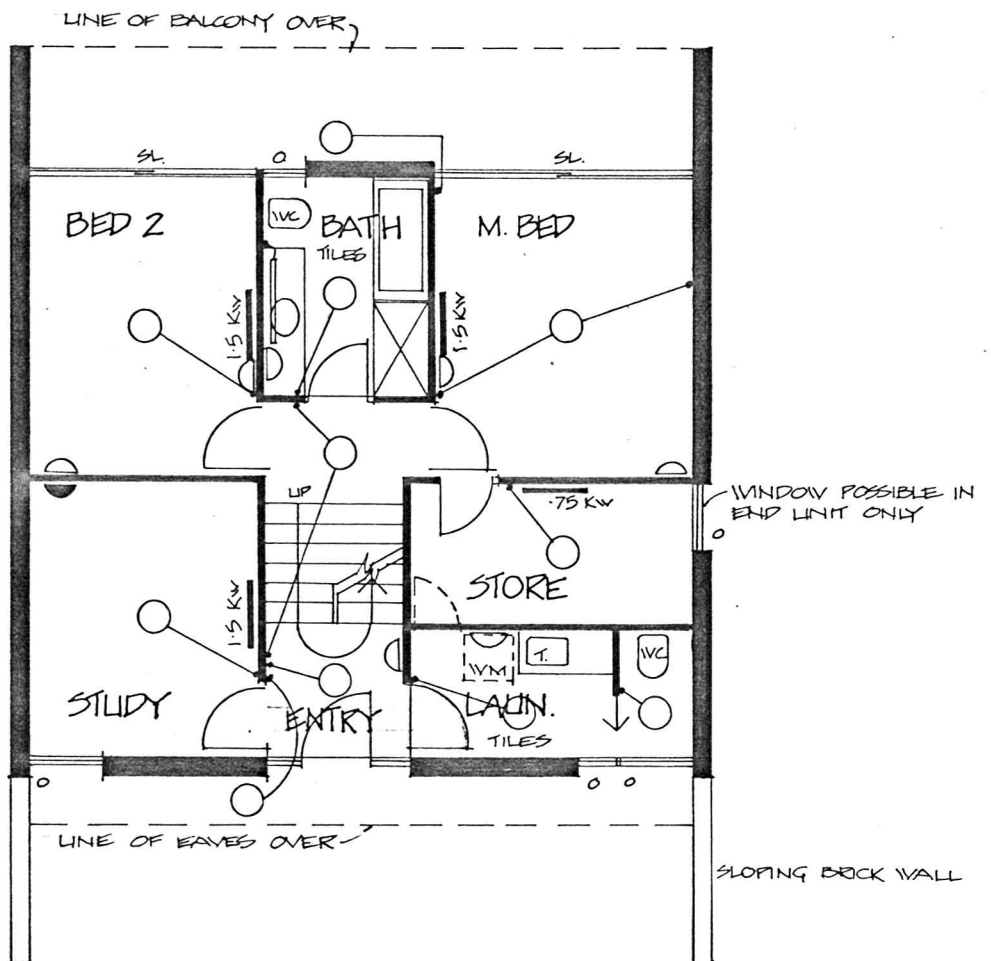 LINE OF BALCONY OVER
SL.
O
SL.
BED 2
WC
BATH
TILES
M. BED
1.5 KW
1.5 KW
UP
.75 KW
WINDOW POSSIBLE IN
END UNIT ONLY
O
STORE
1.5 KW
WM
T.
WC
STUDY
ENTRY
LAUN.
TILES
O
O
O
LINE OF EAVES OVER
SLOPING BRICK WALL